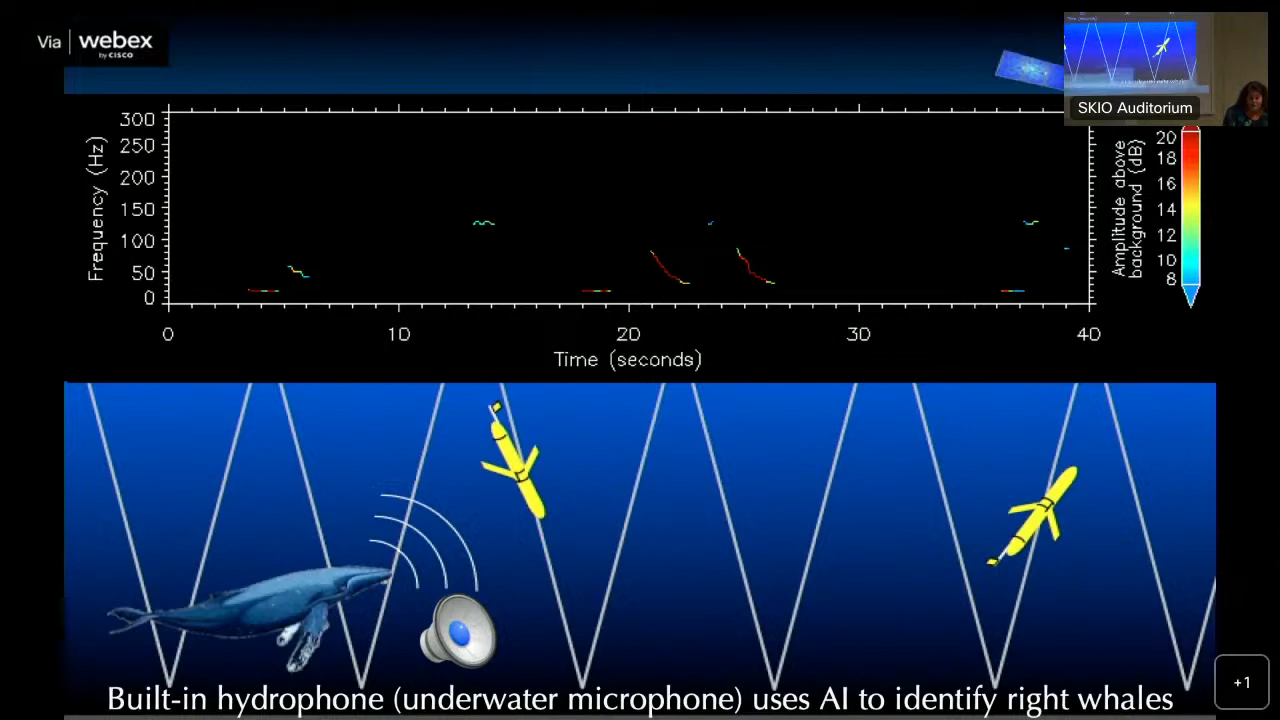 Via | webex
by CISCO
SKIO Auditorium
300
250
200
150
100
50
0
Frequency (Hz)
0 10 20 30 40
Time (seconds)
Amplitude above
background (dB)
20
18
16
14
12
10
8
Built-in hydrophone (underwater microphone) uses AI to identify right whales
+1